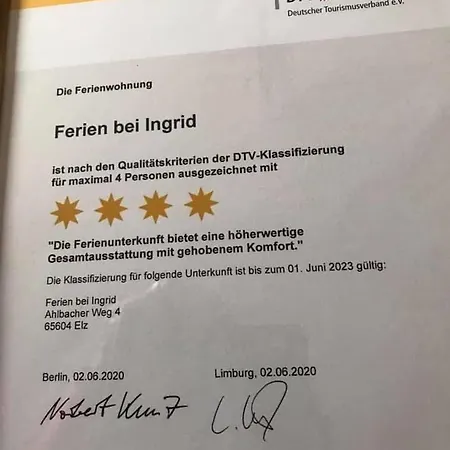 Deutscher Tourismusverband e.V.
Die Ferienwohnung
Ferien bei Ingrid
ist nach den Qualitätskriterien der DTV-Klassifizierung
für maximal 4 Personen ausgezeichnet mit
"Die Ferienunterkunft bietet eine höherwertige
Gesamtausstattung mit gehobenem Komfort."
Die Klassifizierung für folgende Unterkunft ist bis zum 01. Juni 2023 gültig:
Ferien bei Ingrid
Ahlbacher Weg 4
65604 Elz
Berlin, 02.06.2020
Limburg, 02.06.2020